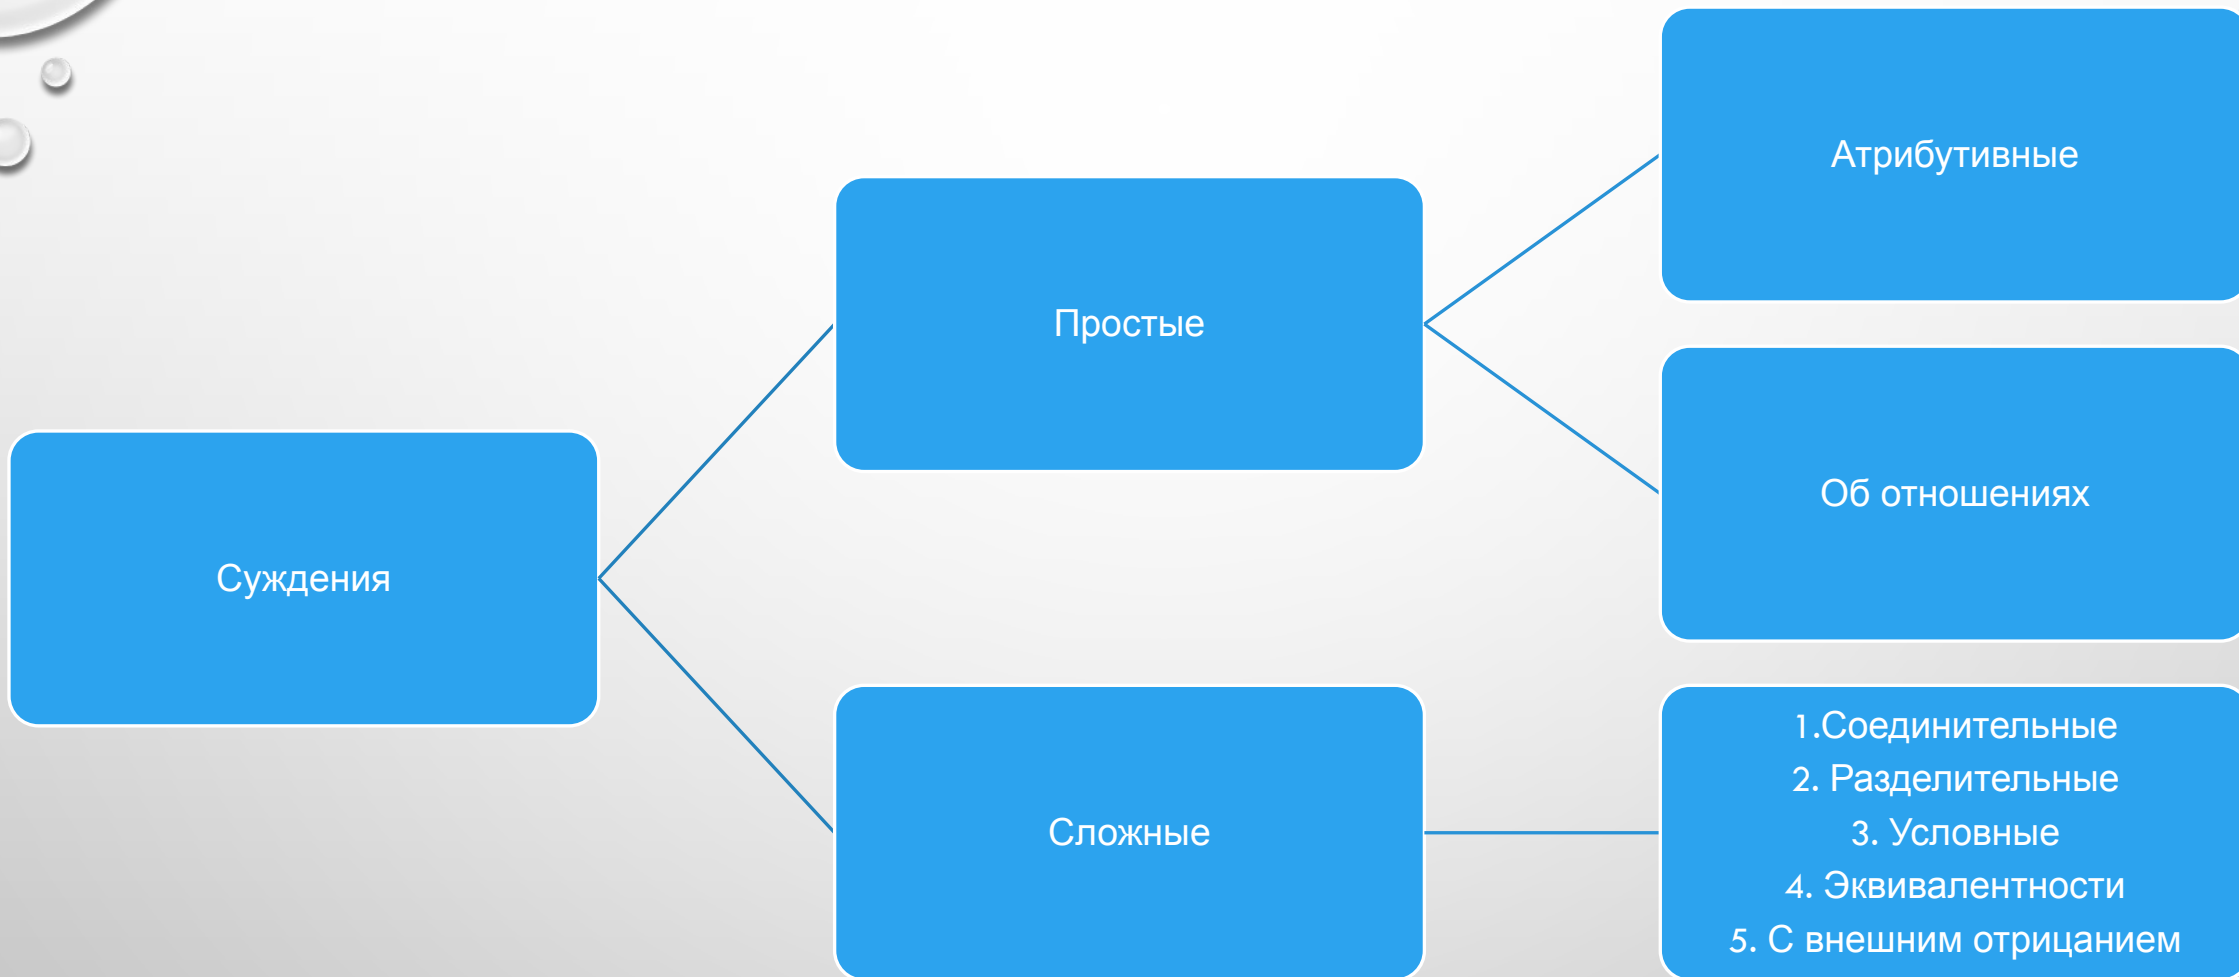 Суждения
Простые
Сложные
Атрибутивные
Об отношениях
1.Соединительные
2. Разделительные
3. Условные
4. Эквивалентности
5. С внешним отрицанием